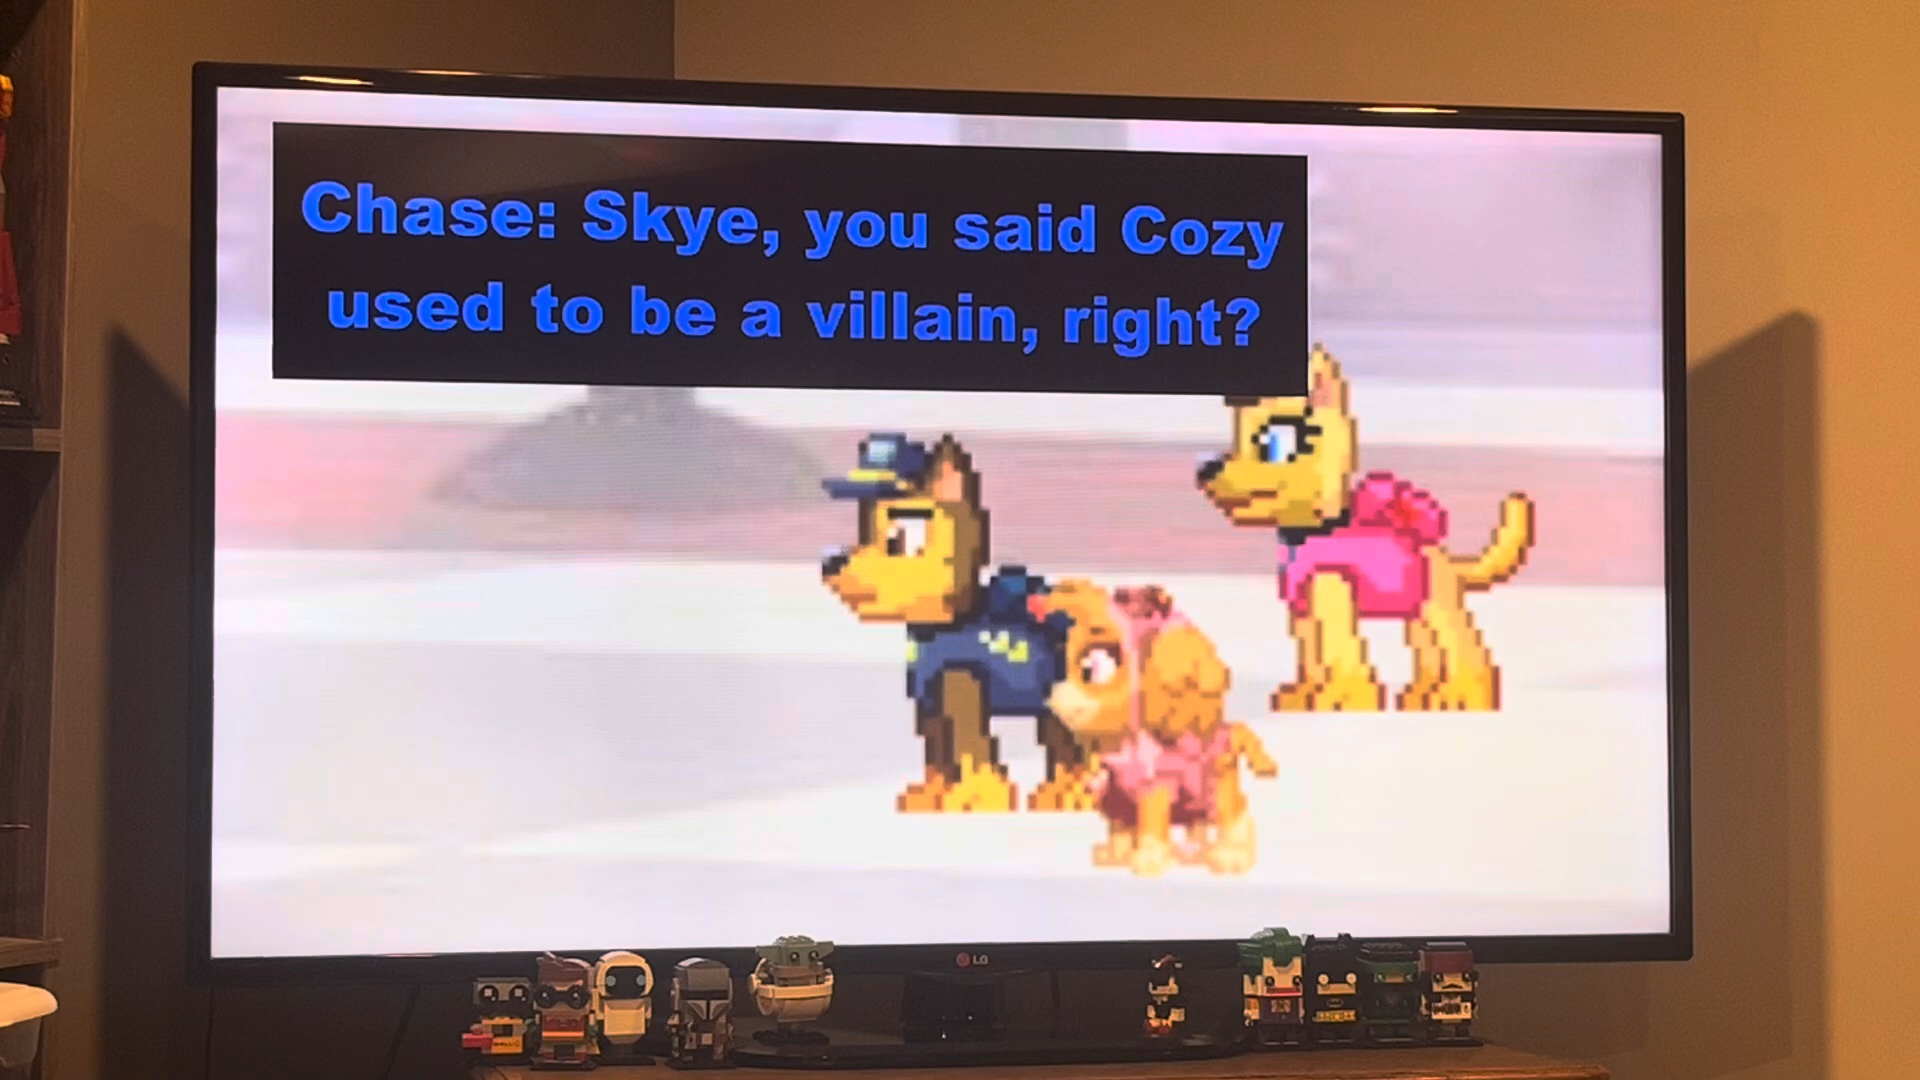 Chase: Skye, you said Cozy
used to be a villain, right?
LG